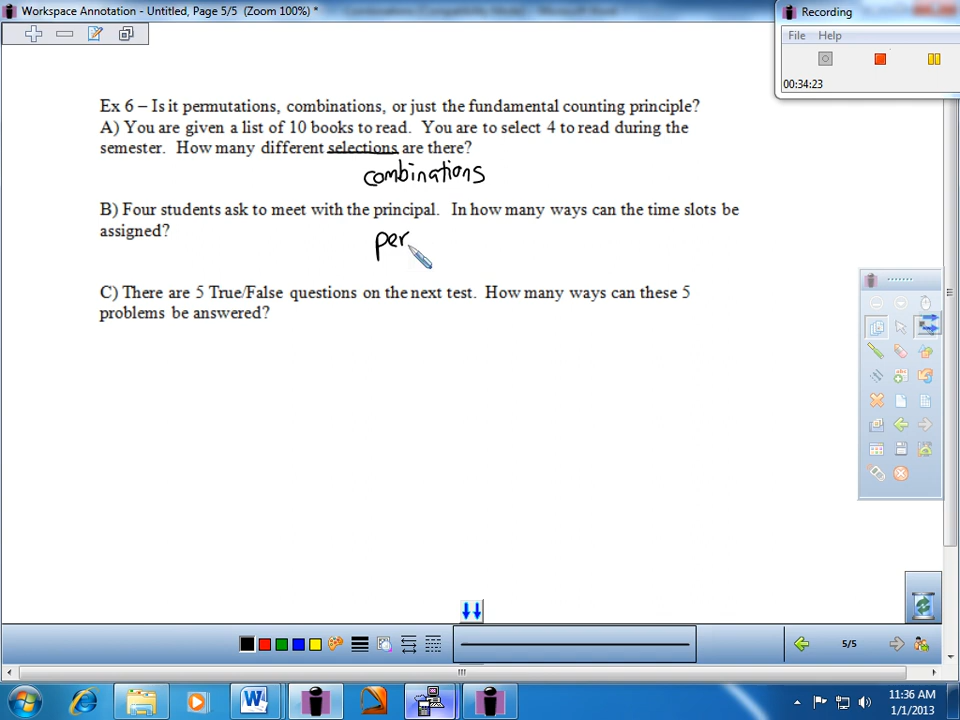 Workspace Annotation - Untitled, Page 5/5 (Zoom 100%) *
Recording
File Help
00:34:23
Ex 6 – Is it permutations, combinations, or just the fundamental counting principle?
A) You are given a list of 10 books to read. You are to select 4 to read during the
semester. How many different selections are there?
combinations
B) Four students ask to meet with the principal. In how many ways can the time slots be
assigned?
per
C) There are 5 True/False questions on the next test. How many ways can these 5
problems be answered?
5/5
11:36 AM
1/1/2013